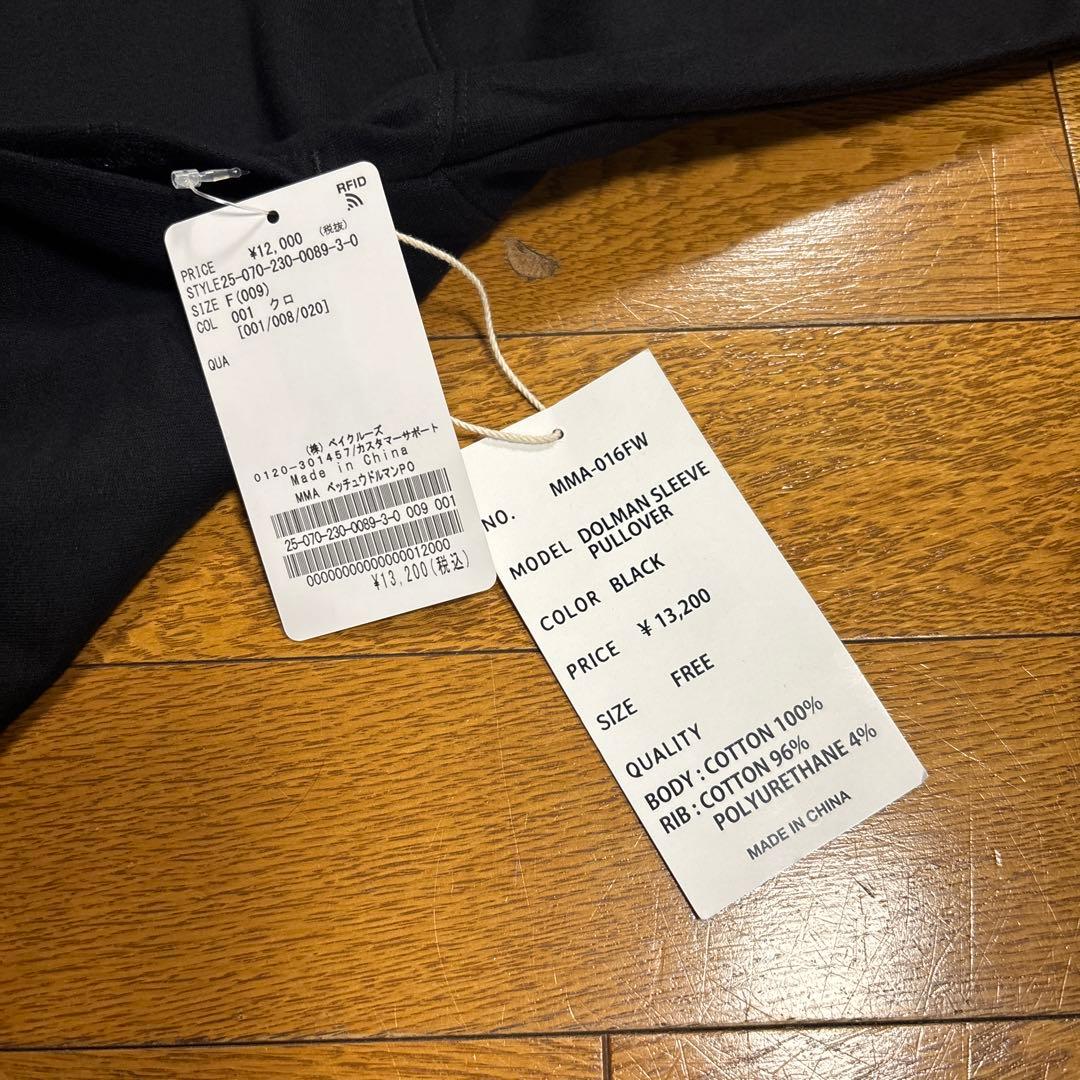 RFID
PRICE ¥12,000 (税抜)
STYLE25-070-230-0089-3-0
SIZE F(009)
COL 001 クロ
[001/008/020]
QUA
(株) ベイクルーズ
0120-301457/カスタマーサポート
Made in China
MMA ベッチュウドルマンPO
25-070-230-0089-3-0 009 001
00000000000000012000
¥13,200(税込)
NO. MMA-016FW
MODEL DOLMAN SLEEVE
PULLOVER
COLOR BLACK
PRICE ¥ 13,200
SIZE FREE
QUALITY
BODY : COTTON 100%
RIB : COTTON 96%
POLYURETHANE 4%
MADE IN CHINA